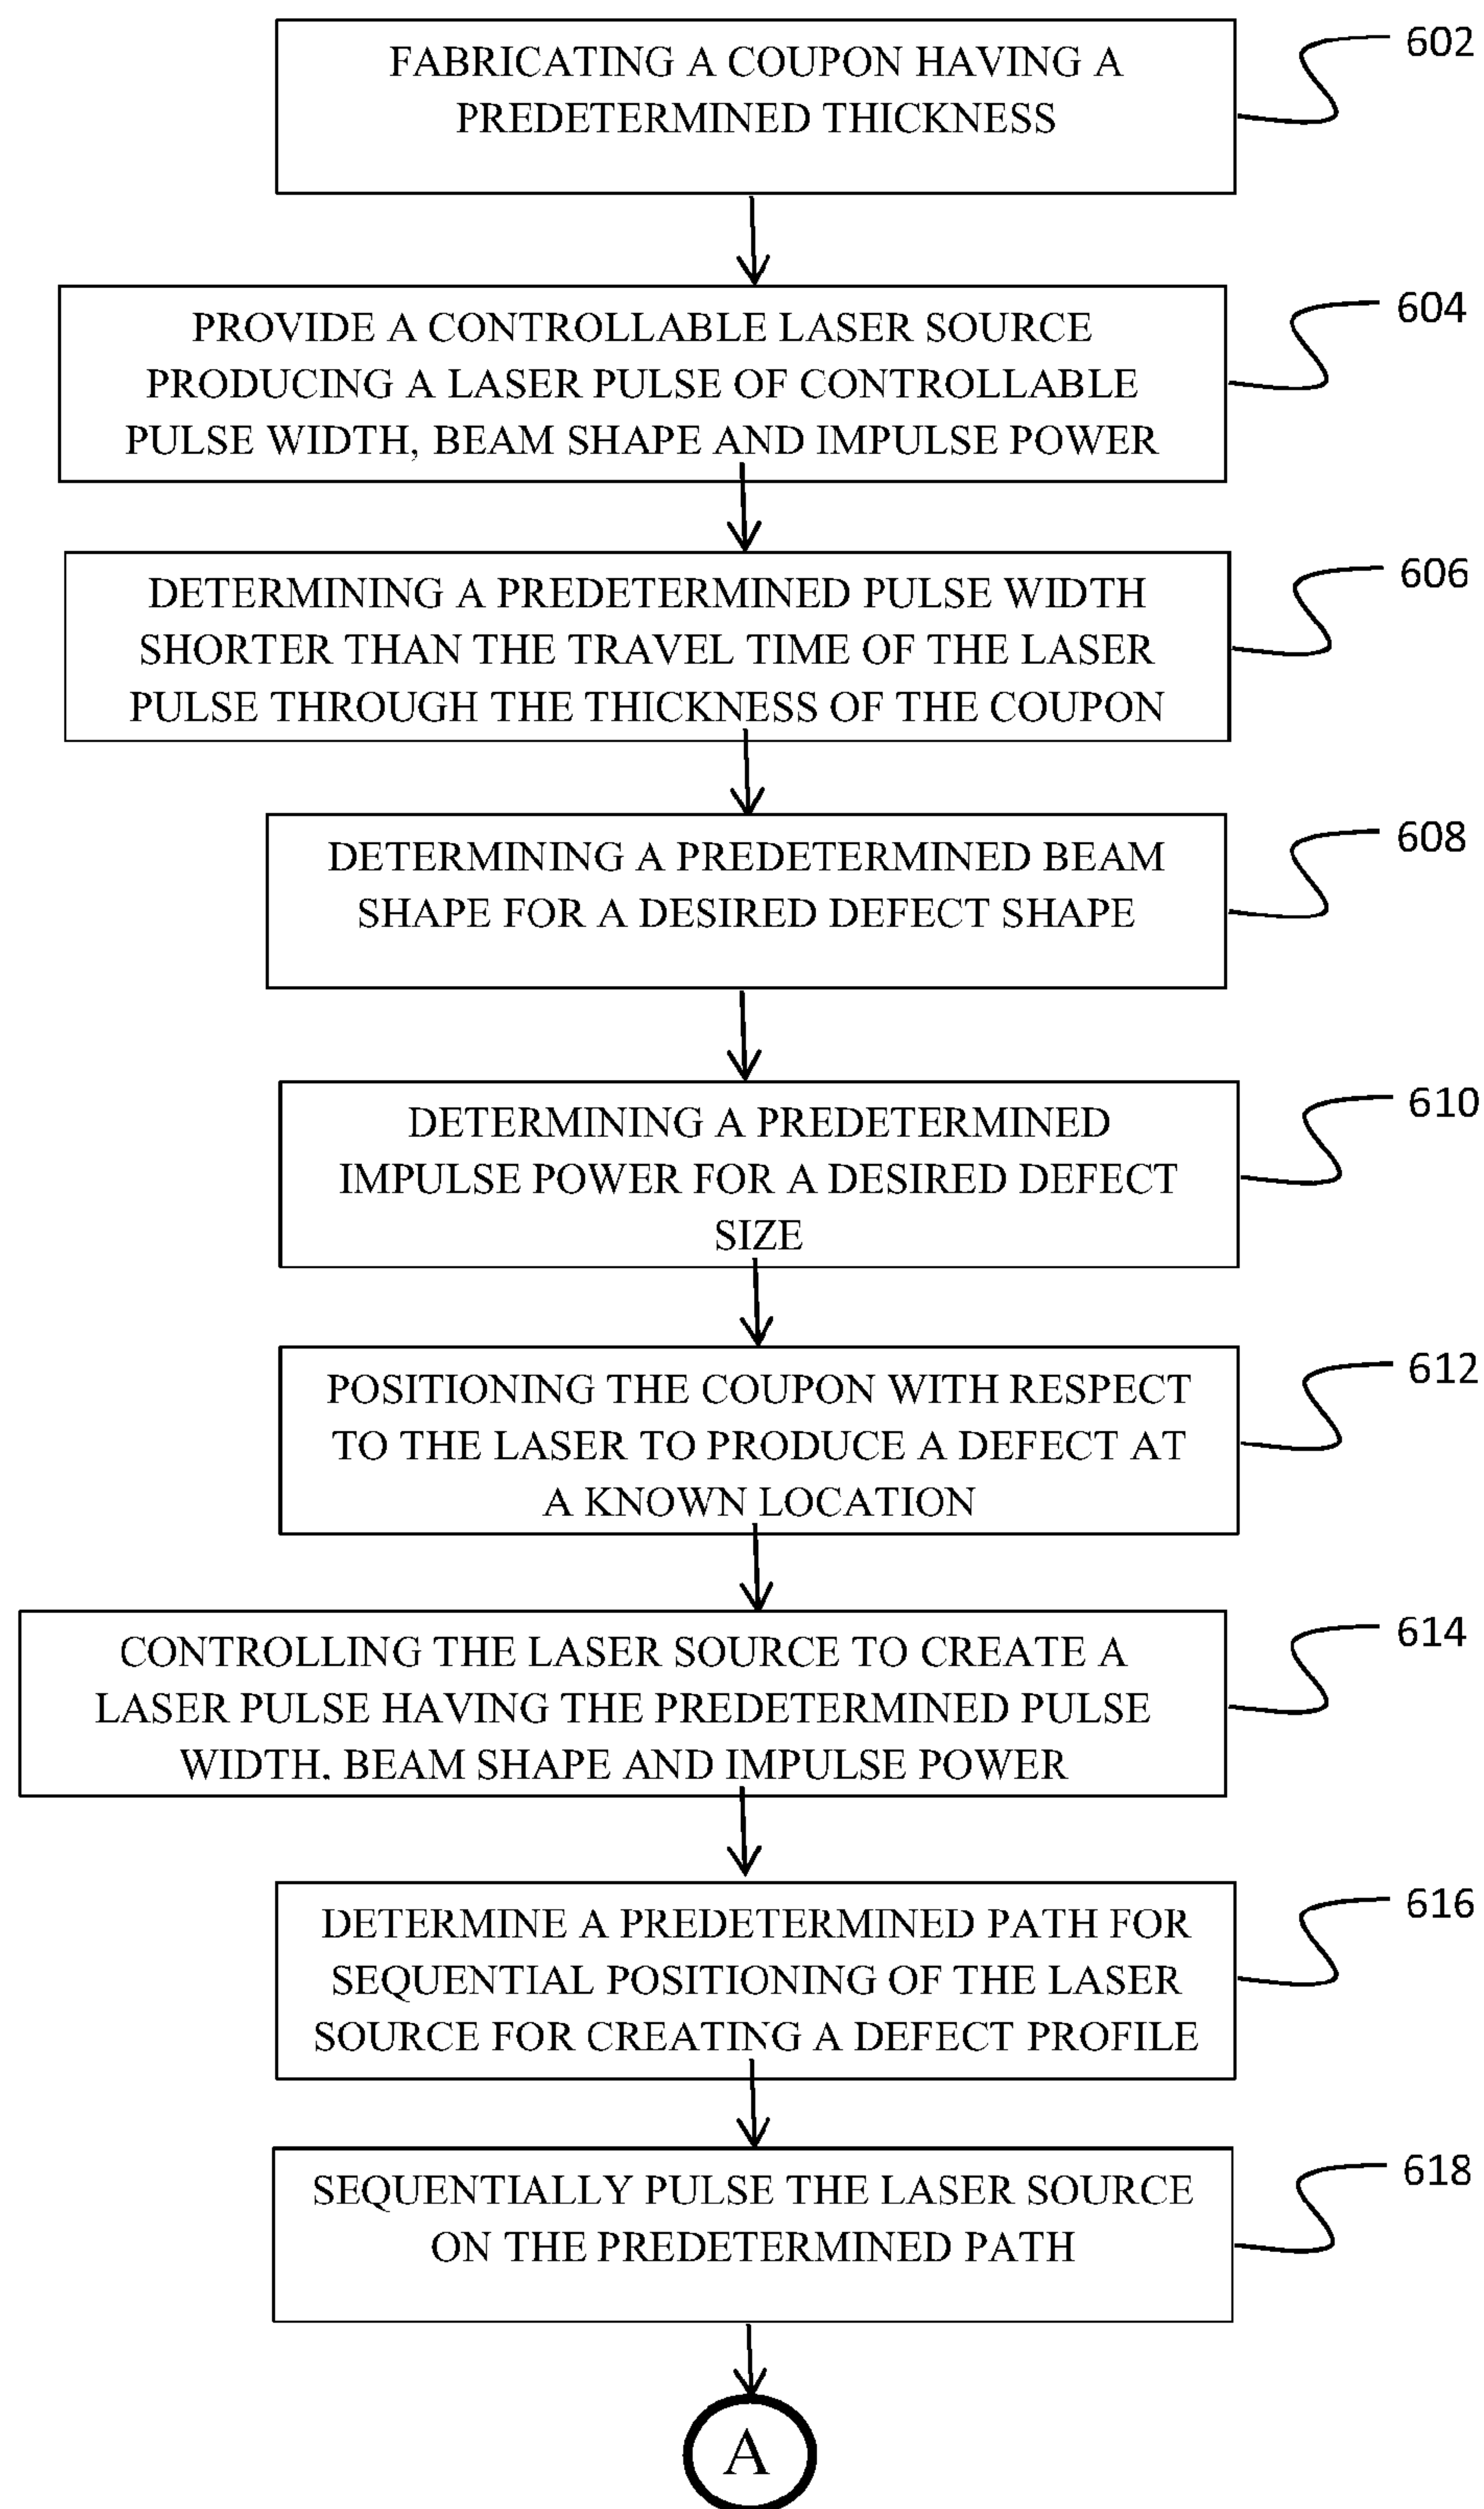 FABRICATING A COUPON HAVING A
PREDETERMINED THICKNESS
602
PROVIDE A CONTROLLABLE LASER SOURCE
PRODUCING A LASER PULSE OF CONTROLLABLE
PULSE WIDTH, BEAM SHAPE AND IMPULSE POWER
604
DETERMINING A PREDETERMINED PULSE WIDTH
SHORTER THAN THE TRAVEL TIME OF THE LASER
PULSE THROUGH THE THICKNESS OF THE COUPON
606
DETERMINING A PREDETERMINED BEAM
SHAPE FOR A DESIRED DEFECT SHAPE
608
DETERMINING A PREDETERMINED
IMPULSE POWER FOR A DESIRED DEFECT
SIZE
610
POSITIONING THE COUPON WITH RESPECT
TO THE LASER TO PRODUCE A DEFECT AT
A KNOWN LOCATION
612
CONTROLLING THE LASER SOURCE TO CREATE A
LASER PULSE HAVING THE PREDETERMINED PULSE
WIDTH, BEAM SHAPE AND IMPULSE POWER
614
DETERMINE A PREDETERMINED PATH FOR
SEQUENTIAL POSITIONING OF THE LASER
SOURCE FOR CREATING A DEFECT PROFILE
616
SEQUENTIALLY PULSE THE LASER SOURCE
ON THE PREDETERMINED PATH
618
A